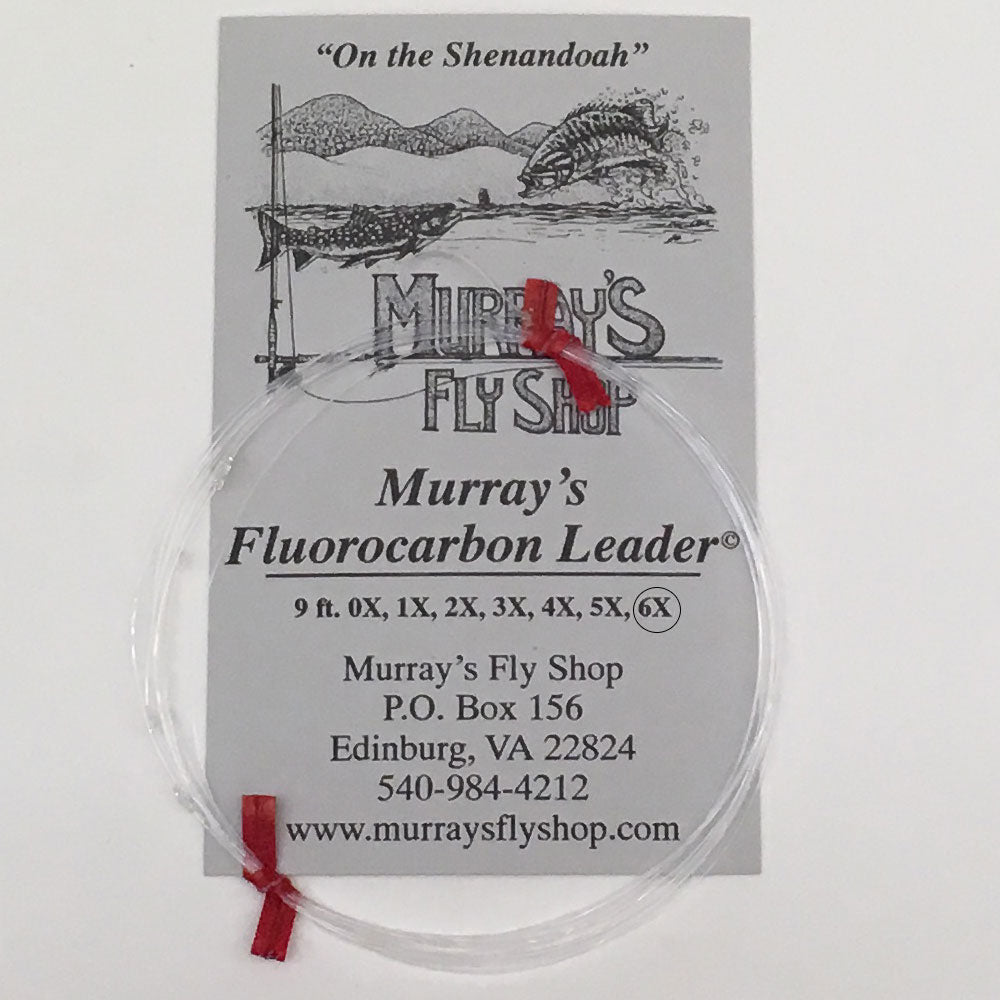 “On the Shenandoah”
MURRAY'S
FLY SHOP
Murray’s
Fluorocarbon Leader©
9 ft. 0X, 1X, 2X, 3X, 4X, 5X, 6X
Murray’s Fly Shop
P.O. Box 156
Edinburg, VA 22824
540-984-4212
www.murraysflyshop.com